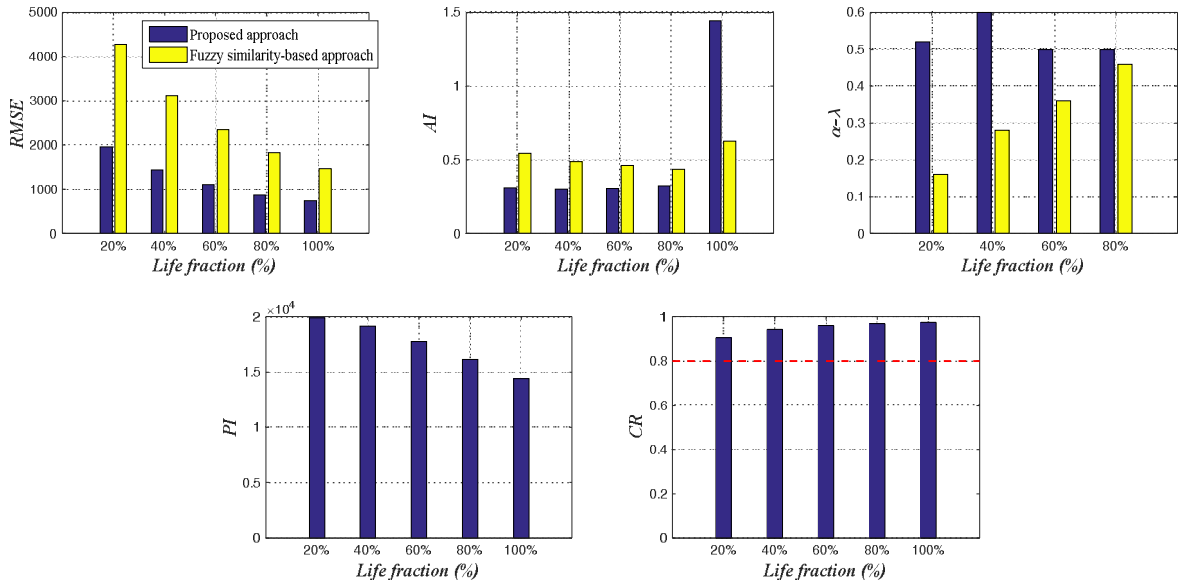 5000
4000
3000
2000
1000
0
RMSE
Proposed approach
Fuzzy similarity-based approach
20% 40% 60% 80% 100%
Life fraction (%)
1.5
1
0.5
0
AI
20% 40% 60% 80% 100%
Life fraction (%)
0.6
0.5
0.4
0.3
0.2
0.1
0
α-λ
20% 40% 60% 80%
Life fraction (%)
×10⁴
2
1.5
1
0.5
0
PI
20% 40% 60% 80% 100%
Life fraction (%)
1
0.8
0.6
0.4
0.2
0
CR
20% 40% 60% 80% 100%
Life fraction (%)